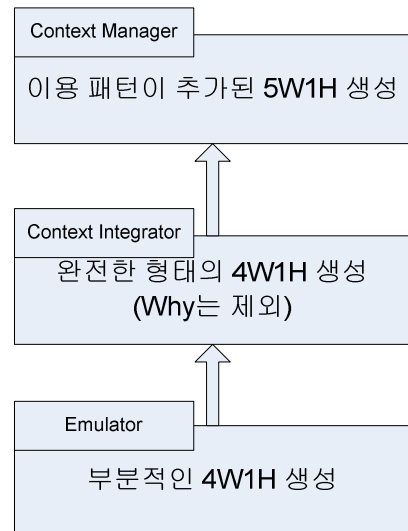 Context Manager
이용 패턴이 추가된 5W1H 생성
Context Integrator
완전한 형태의 4W1H 생성
(Why는 제외)
Emulator
부분적인 4W1H 생성